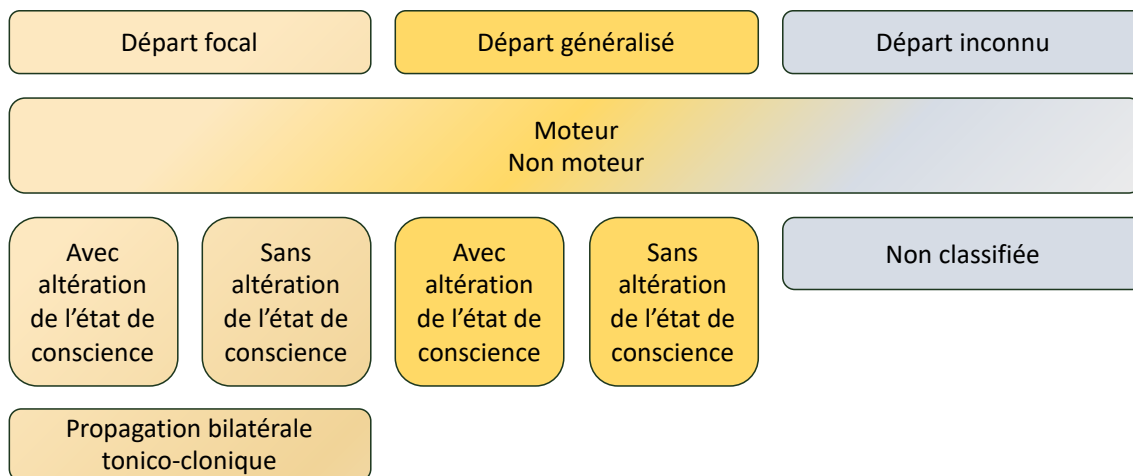 Départ focal
Départ généralisé
Départ inconnu
Moteur
Non moteur
Avec
altération
de l’état de
conscience
Sans
altération
de l’état de
conscience
Avec
altération
de l’état de
conscience
Sans
altération
de l’état de
conscience
Non classifiée
Propagation bilatérale
tonico-clonique